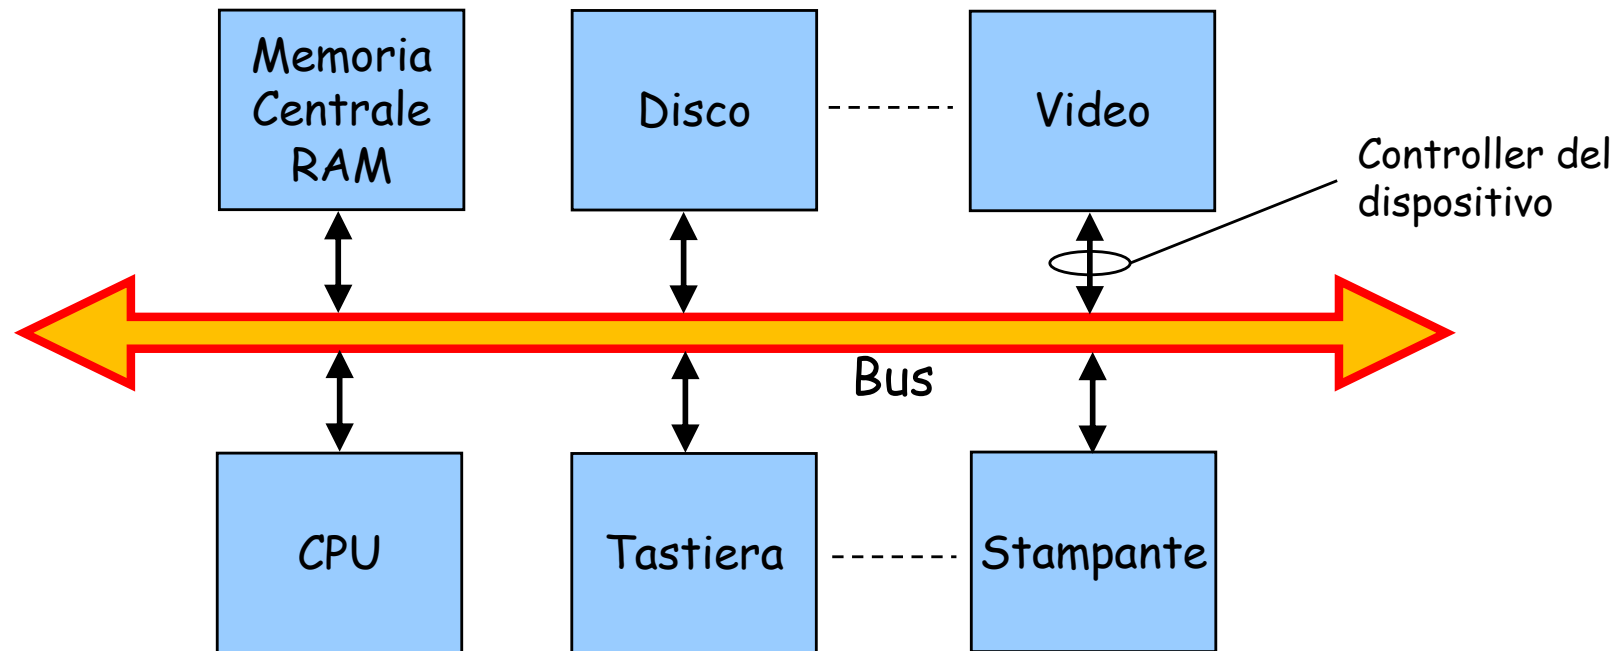 Memoria
Centrale
RAM
Disco
Video
Controller del
dispositivo
Bus
CPU
Tastiera
Stampante